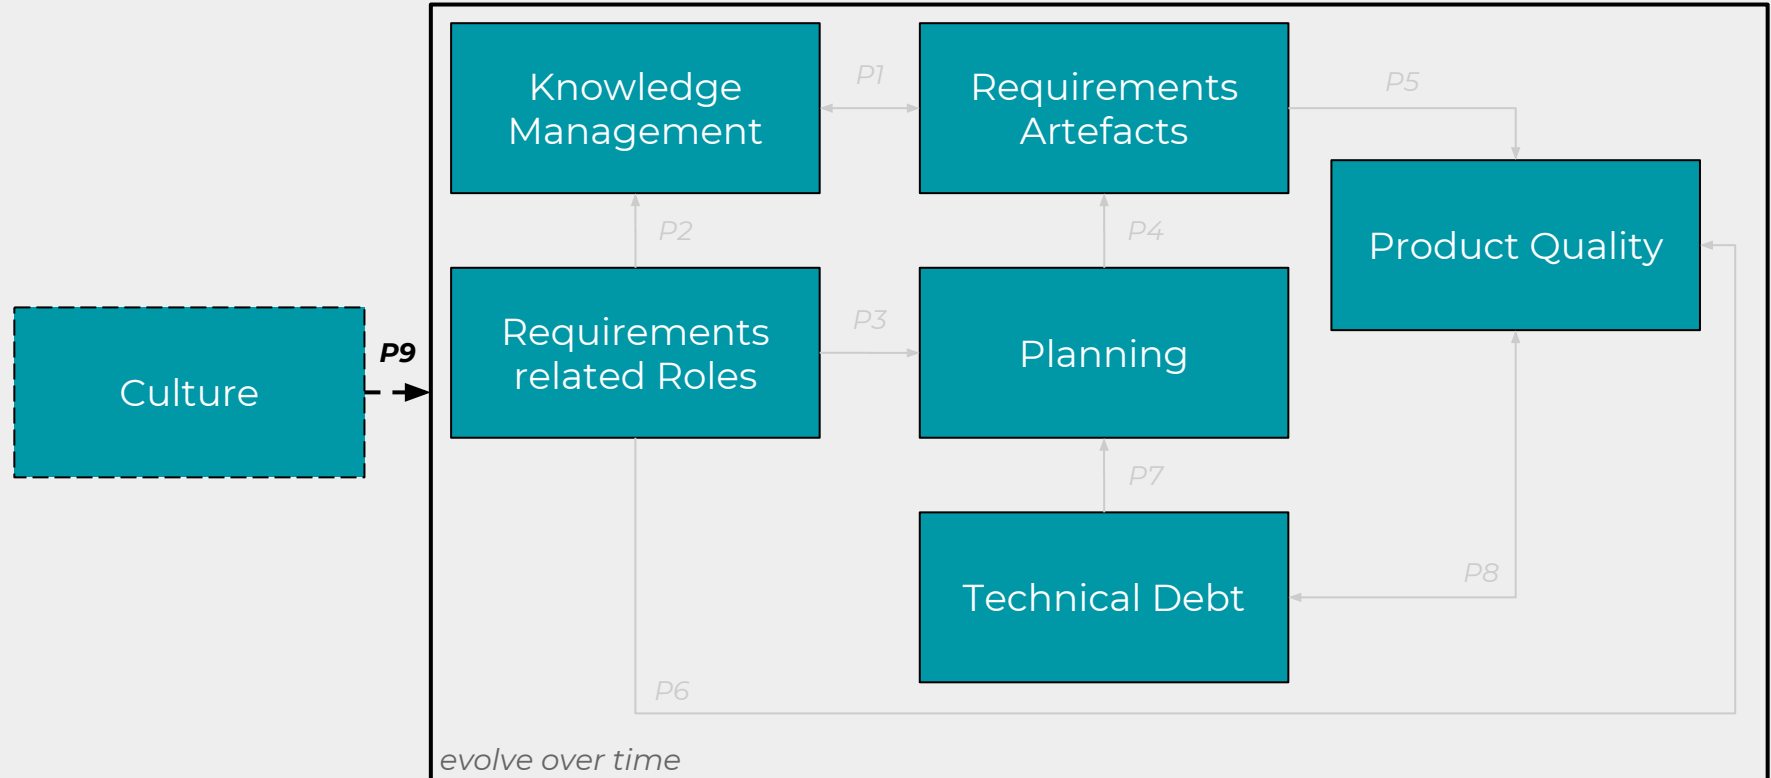 Knowledge
Management
P1
Requirements
Artefacts
P5
P2
P4
Product Quality
Requirements
related Roles
P3
Planning
P9
Culture
P7
Technical Debt
P8
P6
evolve over time